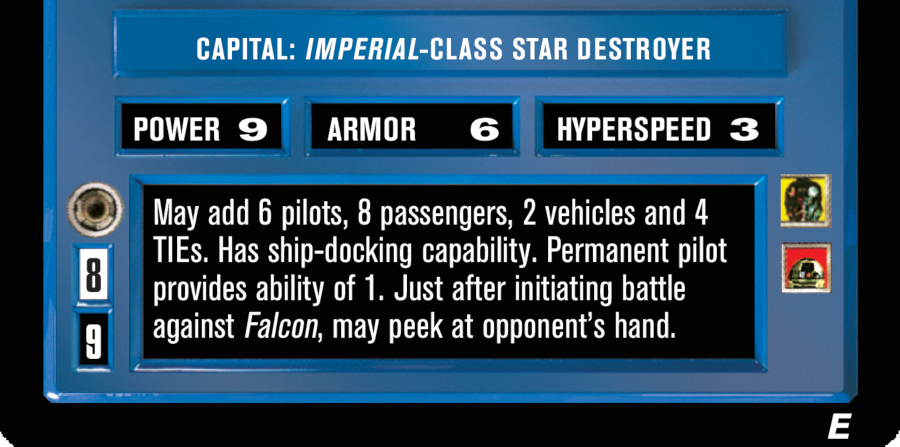 CAPITAL: IMPERIAL-CLASS STAR DESTROYER
POWER 9 ARMOR 6 HYPERSPEED 3
May add 6 pilots, 8 passengers, 2 vehicles and 4
TIEs. Has ship-docking capability. Permanent pilot
provides ability of 1. Just after initiating battle
against Falcon, may peek at opponent's hand.
8
9
E